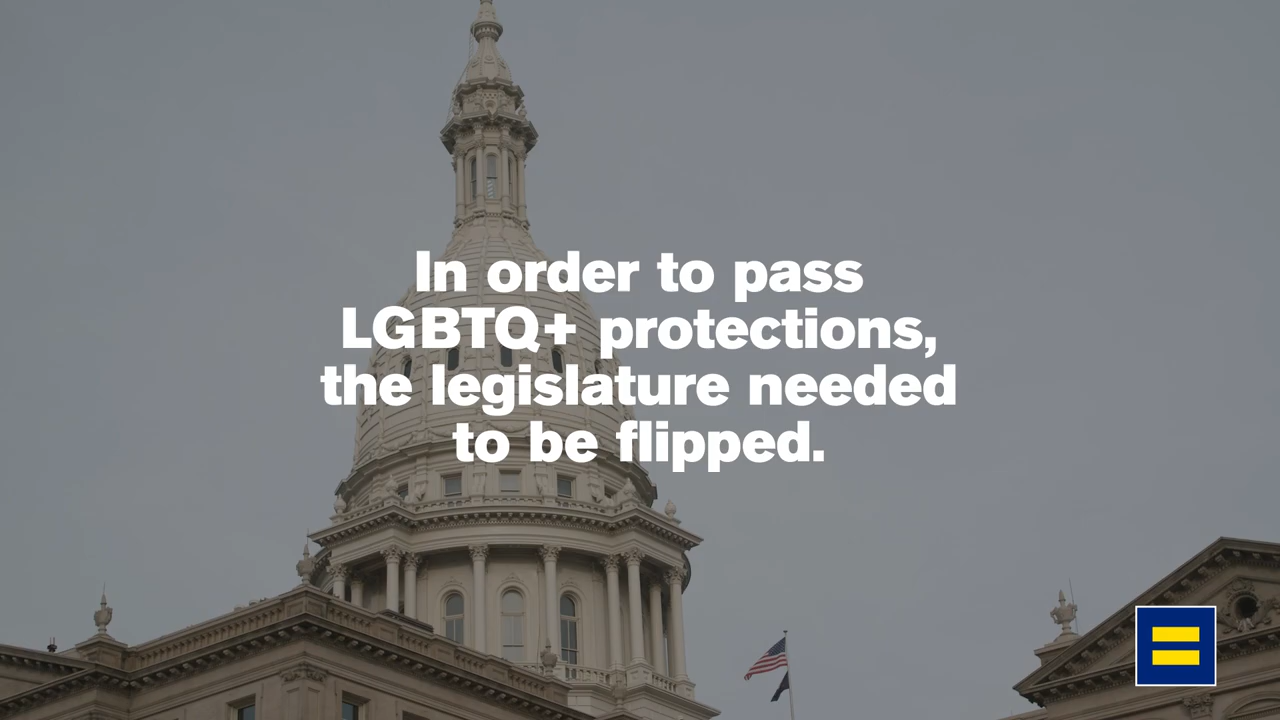 In order to pass
LGBTQ+ protections,
the legislature needed
to be flipped.